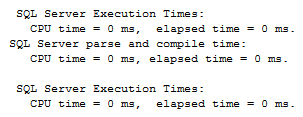 SQL Server Execution Times:
CPU time = 0 ms,  elapsed time = 0 ms.
SQL Server parse and compile time:
CPU time = 0 ms, elapsed time = 0 ms.
SQL Server Execution Times:
CPU time = 0 ms,  elapsed time = 0 ms.